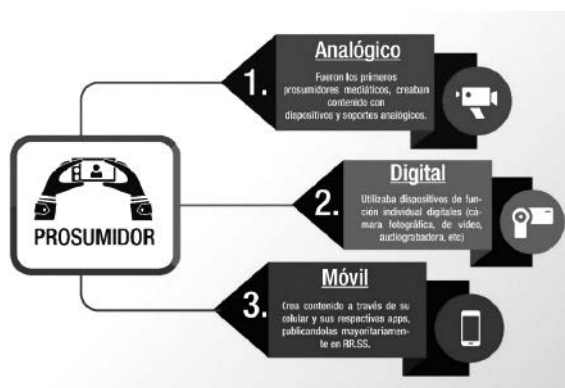 Analógico
1.
Fueron los primeros
prosumidores mediáticos, creaban
contenido con
dispositivos y soportes analógicos.
PROSUMIDOR
Digital
2.
Utilizaba dispositivos de fun-
ción individual digitales (cá-
mara fotográfica, de video,
audiograbadora, etc)
Móvil
3.
Crea contenido a través de su
celular y sus respectivas apps,
publicandolas mayoritariamen-
te en RR.SS.